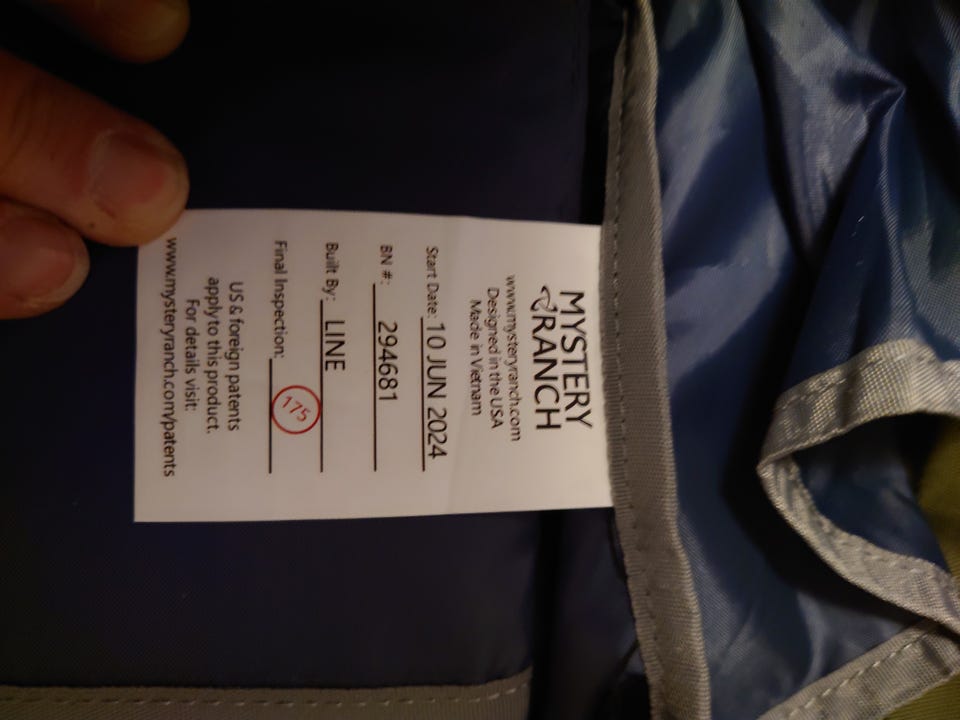 MYSTERY
RANCH
www.mysteryranch.com
Designed in the USA
Made in Vietnam
Start Date: 10 JUN 2024
BN #: 294681
Built By: LINE
Final Inspection: 175
US & foreign patents
apply to this product.
For details visit:
www.mysteryranch.com/patents